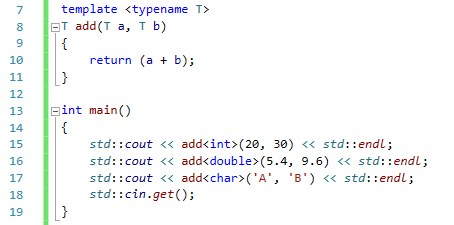 7 template <typename T>
8 T add(T a, T b)
9 {
10 return (a + b);
11 }
12
13 int main()
14 {
15 std::cout << add<int>(20, 30) << std::endl;
16 std::cout << add<double>(5.4, 9.6) << std::endl;
17 std::cout << add<char>('A', 'B') << std::endl;
18 std::cin.get();
19 }